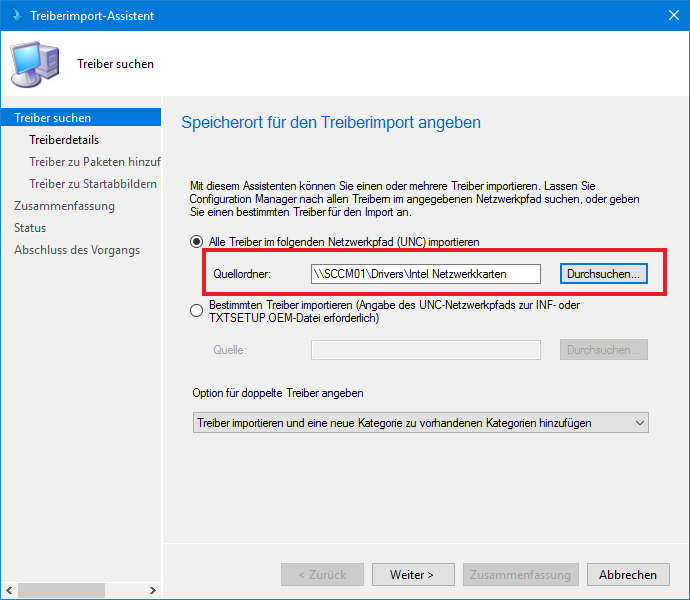 Treiberimport-Assistent
Treiber suchen
Treiber suchen
Treiberdetails
Treiber zu Paketen hinzuf
Treiber zu Startabbildern
Zusammenfassung
Status
Abschluss des Vorgangs
Speicherort für den Treiberimport angeben
Mit diesem Assistenten können Sie einen oder mehrere Treiber importieren. Lassen Sie
Configuration Manager nach allen Treibern im angegebenen Netzwerkpfad suchen, oder geben
Sie einen bestimmten Treiber für den Import an.
Alle Treiber im folgenden Netzwerkpfad (UNC) importieren
Quellordner: \\SCCM01\Drivers\Intel Netzwerkkarten Durchsuchen...
Bestimmten Treiber importieren (Angabe des UNC-Netzwerkpfads zur INF- oder
TXTSETUP.OEM-Datei erforderlich)
Quelle: Durchsuchen...
Option für doppelte Treiber angeben
Treiber importieren und eine neue Kategorie zu vorhandenen Kategorien hinzufügen
< Zurück Weiter > Zusammenfassung Abbrechen